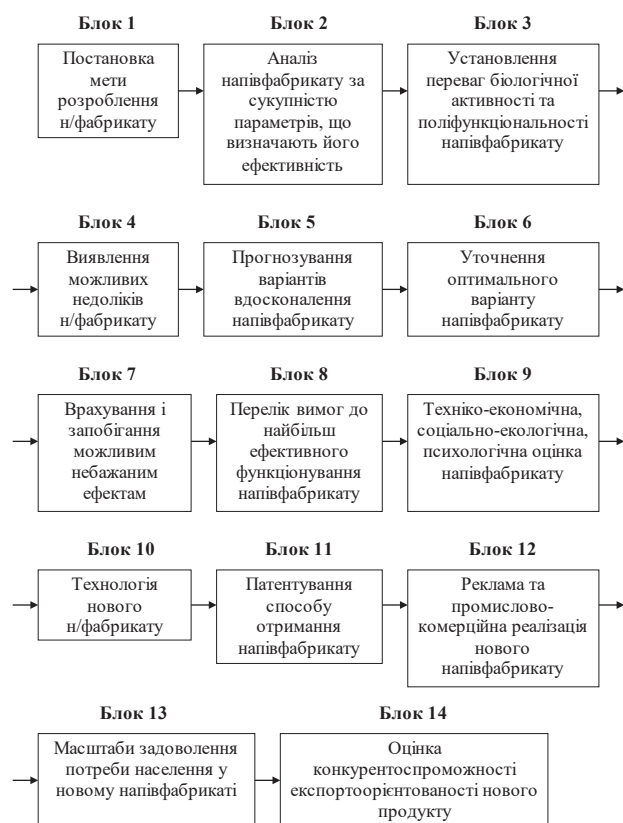 Блок 1
Постановка
мети
розроблення
н/фабрикату
Блок 2
Аналіз
напівфабрикату за
сукупністю
параметрів, що
визначають його
ефективність
Блок 3
Установлення
переваг біологічної
активності та
поліфункціональності
напівфабрикату
Блок 4
Виявлення
можливих
недоліків
н/фабрикату
Блок 5
Прогнозування
варіантів
вдосконалення
напівфабрикату
Блок 6
Уточнення
оптимального
варіанту
напівфабрикату
Блок 7
Врахування і
запобігання
можливим
небажаним
ефектам
Блок 8
Перелік вимог до
найбільш
ефективного
функціонування
напівфабрикату
Блок 9
Техніко-економічна,
соціально-екологічна,
психологічна оцінка
напівфабрикату
Блок 10
Технологія
нового
н/фабрикату
Блок 11
Патентування
способу
отримання
напівфабрикату
Блок 12
Реклама та
промислово-
комерційна реалізація
нового
напівфабрикату
Блок 13
Масштаби задоволення
потреби населення у
новому напівфабрикаті
Блок 14
Оцінка
конкурентоспроможності
експортоорієнтованості нового
продукту